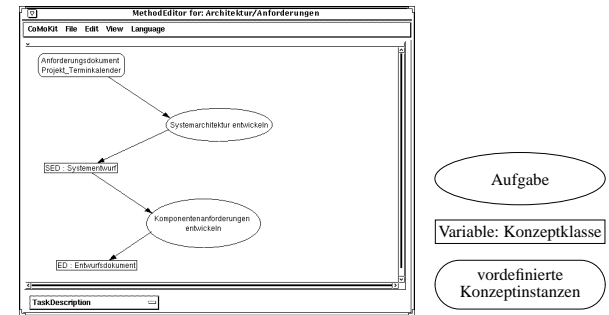 MethodEditor for: Architektur/Anforderungen
CoMoKit File Edit View Language
Anforderungsdokument
Projekt_Terminkalender
Systemarchitektur entwickeln
SED : Systementwurf
Komponentenanforderungen
entwickeln
ED : Entwurfsdokument
TaskDescription
Aufgabe
Variable: Konzeptklasse
vordefinierte
Konzeptinstanzen